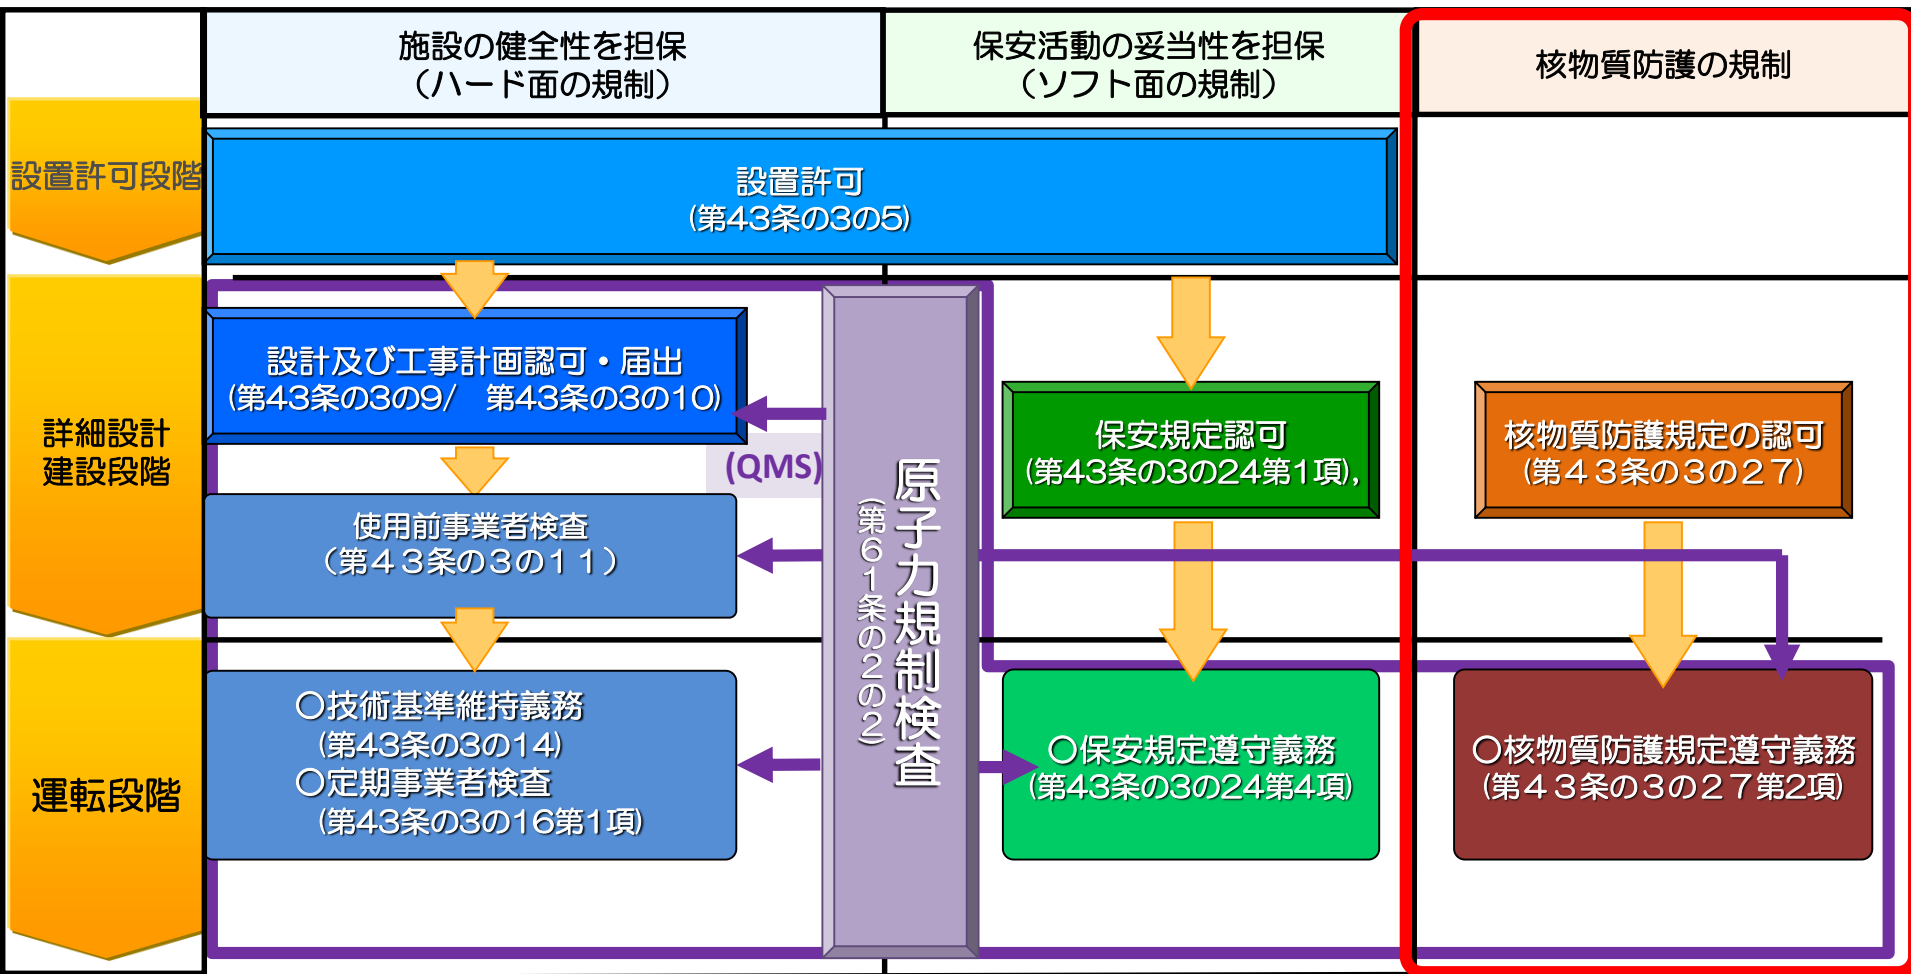 施設の健全性を担保
（ハード面の規制）
保安活動の妥当性を担保
（ソフト面の規制）
核物質防護の規制
設置許可段階
設置許可
(第43条の3の5)
詳細設計
建設段階
設計及び工事計画認可・届出
(第43条の3の9/　第43条の3の10)
(QMS)
使用前事業者検査
（第４３条の３の１１）
原子力規制検査
（第６１条の２の２）
保安規定認可
(第43条の3の24第1項),
核物質防護規定の認可
(第４３条の３の２７)
運転段階
〇技術基準維持義務
(第43条の3の14)
〇定期事業者検査
(第43条の3の16第1項)
〇保安規定遵守義務
(第43条の3の24第4項)
〇核物質防護規定遵守義務
(第４３条の３の２７第2項)